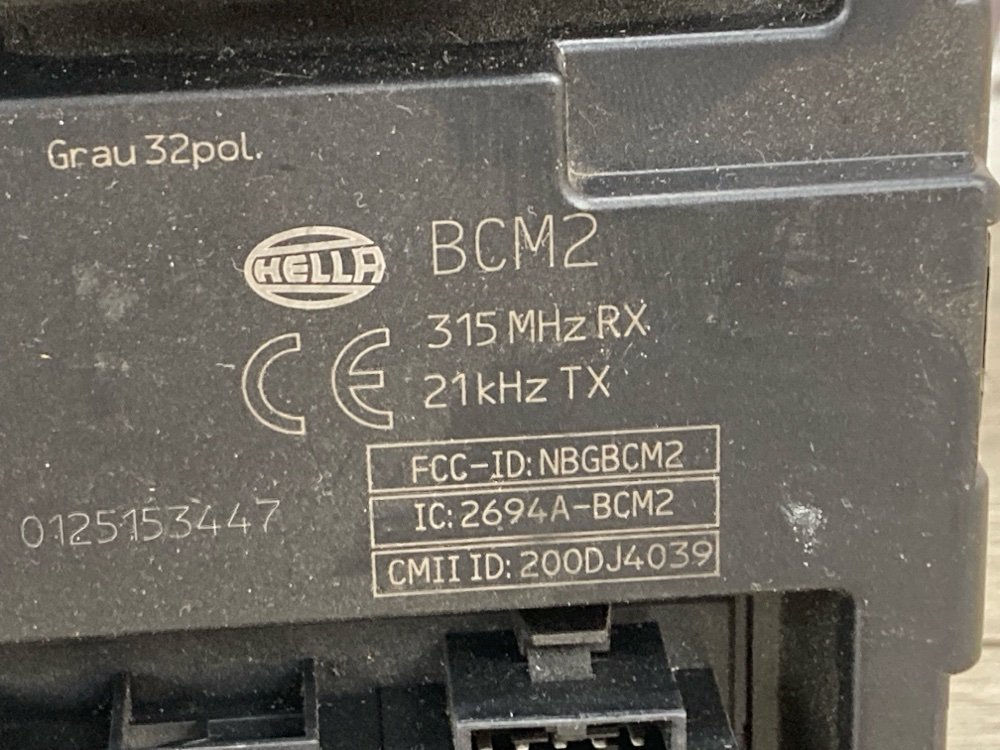 Grau 32pol.
HELLA
BCM2
CE
315 MHz RX
21kHz TX
FCC-ID: NBGBCM2
IC: 2694A-BCM2
CMII ID: 200DJ4039
0125153447